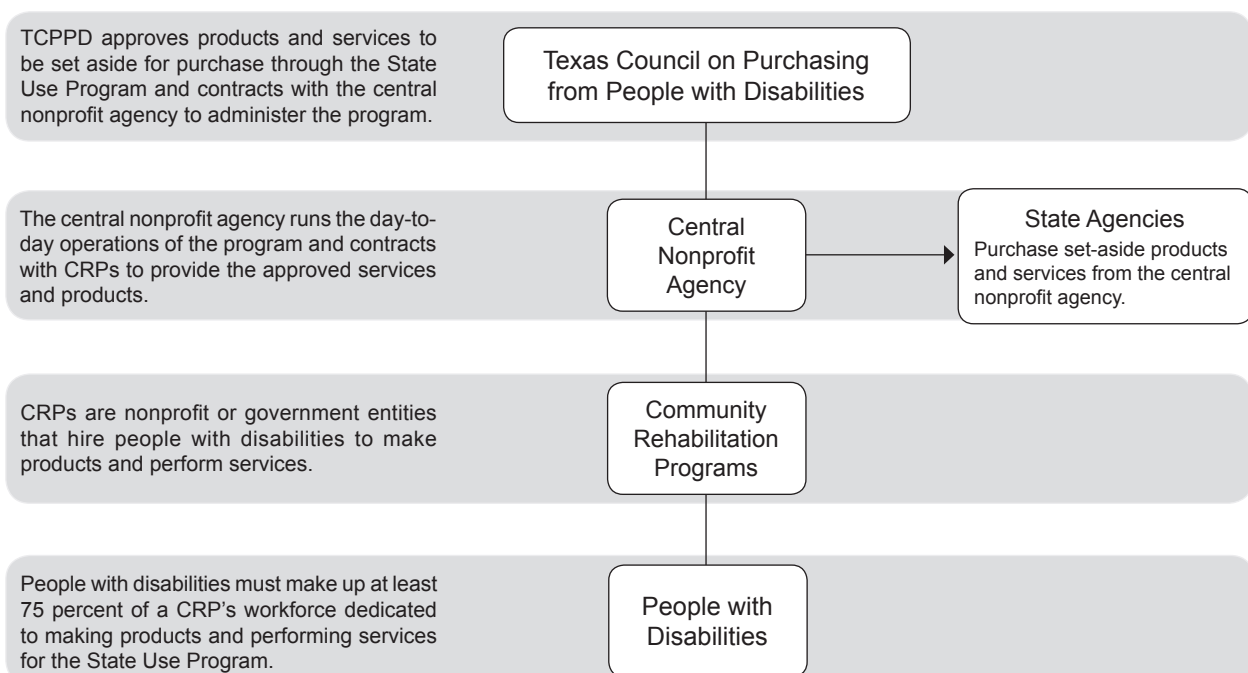 TCPPD approves products and services to
be set aside for purchase through the State
Use Program and contracts with the central
nonprofit agency to administer the program.
Texas Council on Purchasing
from People with Disabilities
The central nonprofit agency runs the day-to-
day operations of the program and contracts
with CRPs to provide the approved services
and products.
Central
Nonprofit
Agency
State Agencies
Purchase set-aside products
and services from the central
nonprofit agency.
CRPs are nonprofit or government entities
that hire people with disabilities to make
products and perform services.
Community
Rehabilitation
Programs
People with disabilities must make up at least
75 percent of a CRP's workforce dedicated
to making products and performing services
for the State Use Program.
People with
Disabilities